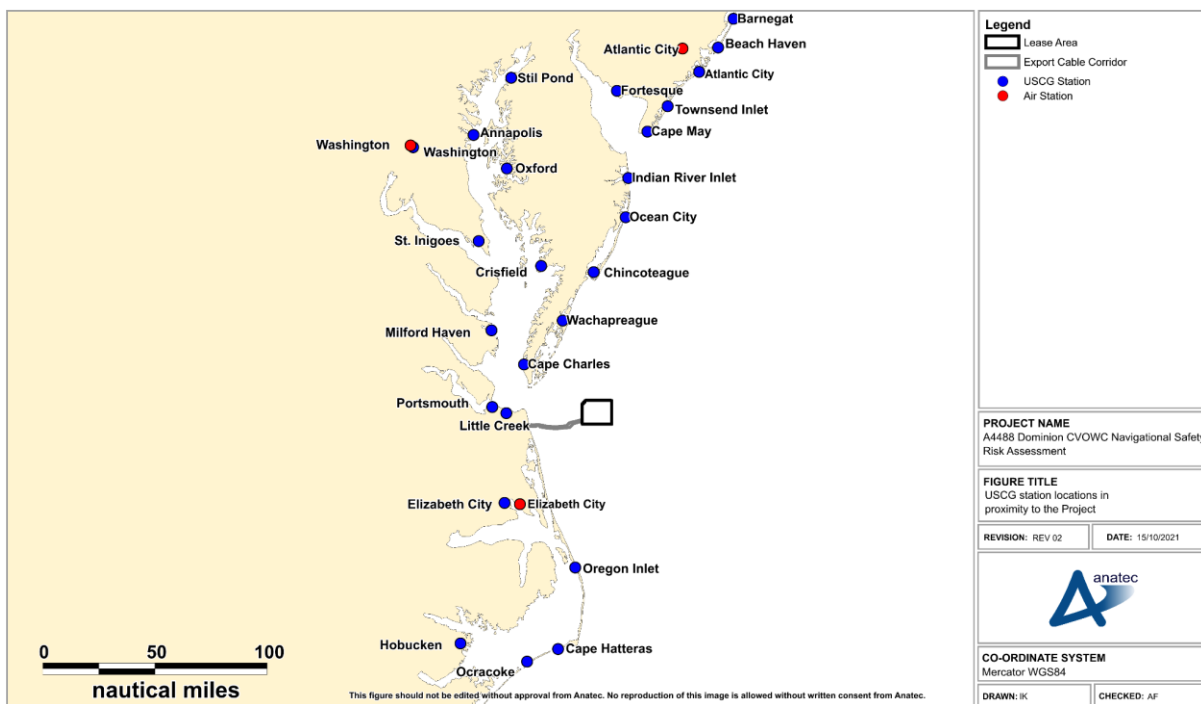 Barnegat
Atlantic City
Beach Haven
Atlantic City
Stil Pond
Fortesque
Townsend Inlet
Annapolis
Cape May
Washington
Washington
Oxford
Indian River Inlet
Ocean City
St. Inigoes
Crisfield
Chincoteague
Wachapreague
Milford Haven
Cape Charles
Portsmouth
Little Creek
Elizabeth City
Elizabeth City
Oregon Inlet
Hobucken
Cape Hatteras
Ocracoke
0 50 100
nautical miles
This figure should not be edited without approval from Anatec. No reproduction of this image is allowed without written consent from Anatec.
Legend
Lease Area
Export Cable Corridor
USCG Station
Air Station
PROJECT NAME
A4488 Dominion CVOWC Navigational Safety
Risk Assessment
FIGURE TITLE
USCG station locations in
proximity to the Project
REVISION: REV 02 DATE: 15/10/2021
anatec
CO-ORDINATE SYSTEM
Mercator WGS84
DRAWN: IK CHECKED: AF